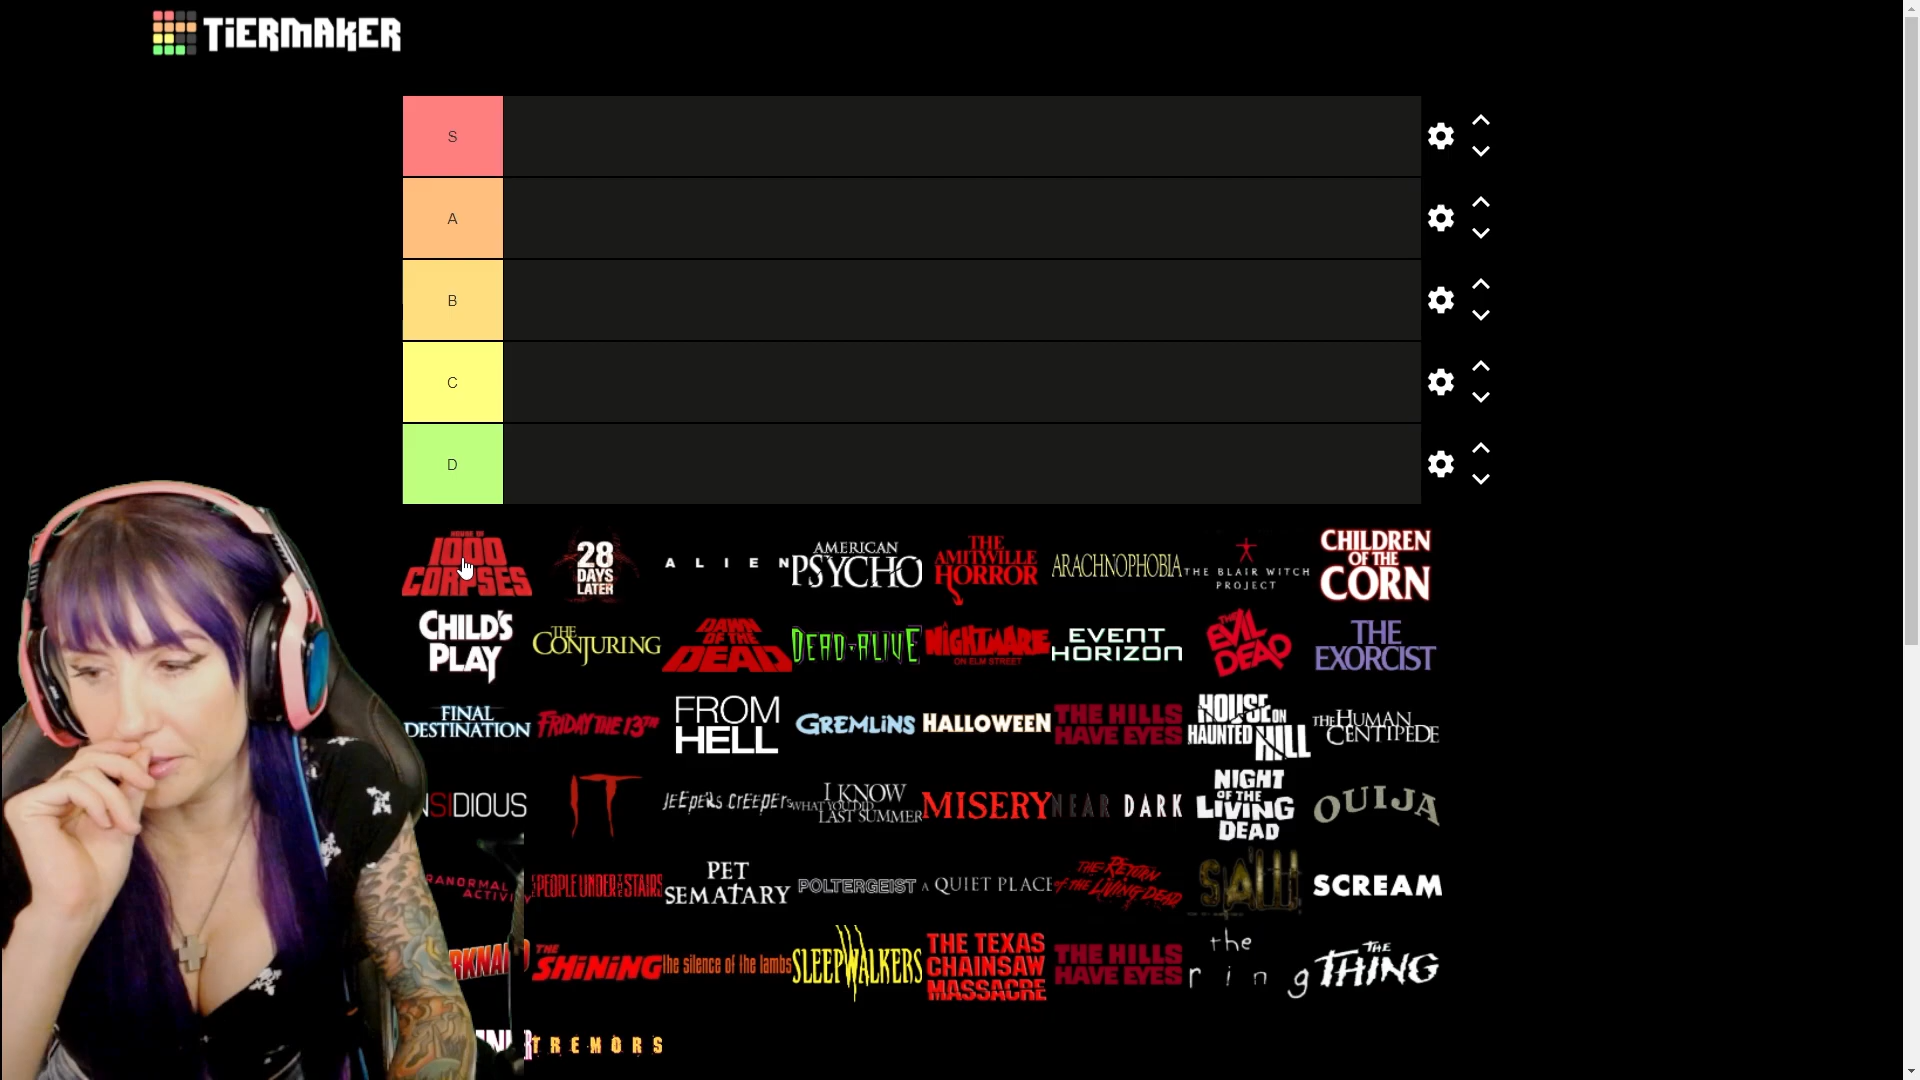 TiERMAKER
S
A
B
C
D
HOUSE OF 1000 CORPSES
28 DAYS LATER
ALIEN
AMERICAN PSYCHO
THE AMITYVILLE HORROR
ARACHNOPHOBIA
THE BLAIR WITCH PROJECT
CHILDREN OF THE CORN
CHILD'S PLAY
THE CONJURING
DAWN OF THE DEAD
DEAD-ALIVE
A NIGHTMARE ON ELM STREET
EVENT HORIZON
THE EVIL DEAD
THE EXORCIST
FINAL DESTINATION
FRIDAY THE 13TH
FROM HELL
GREMLINS
HALLOWEEN
THE HILLS HAVE EYES
HOUSE ON HAUNTED HILL
THE HUMAN CENTIPEDE
NSIDIOUS
IT
JEEPERS CREEPERS
I KNOW WHAT YOU DID LAST SUMMER
MISERY
NEAR DARK
NIGHT OF THE LIVING DEAD
OUIJA
RANORMAL ACTIVITY
THE PEOPLE UNDER THE STAIRS
PET SEMATARY
POLTERGEIST
A QUIET PLACE
THE RETURN of the LIVING DEAD
SAW
SCREAM
RKNA
THE SHiNiNG
the silence of the lambs
SLEEPWALKERS
THE TEXAS CHAINSAW MASSACRE
THE HILLS HAVE EYES
the ring
THE THING
TREMORS